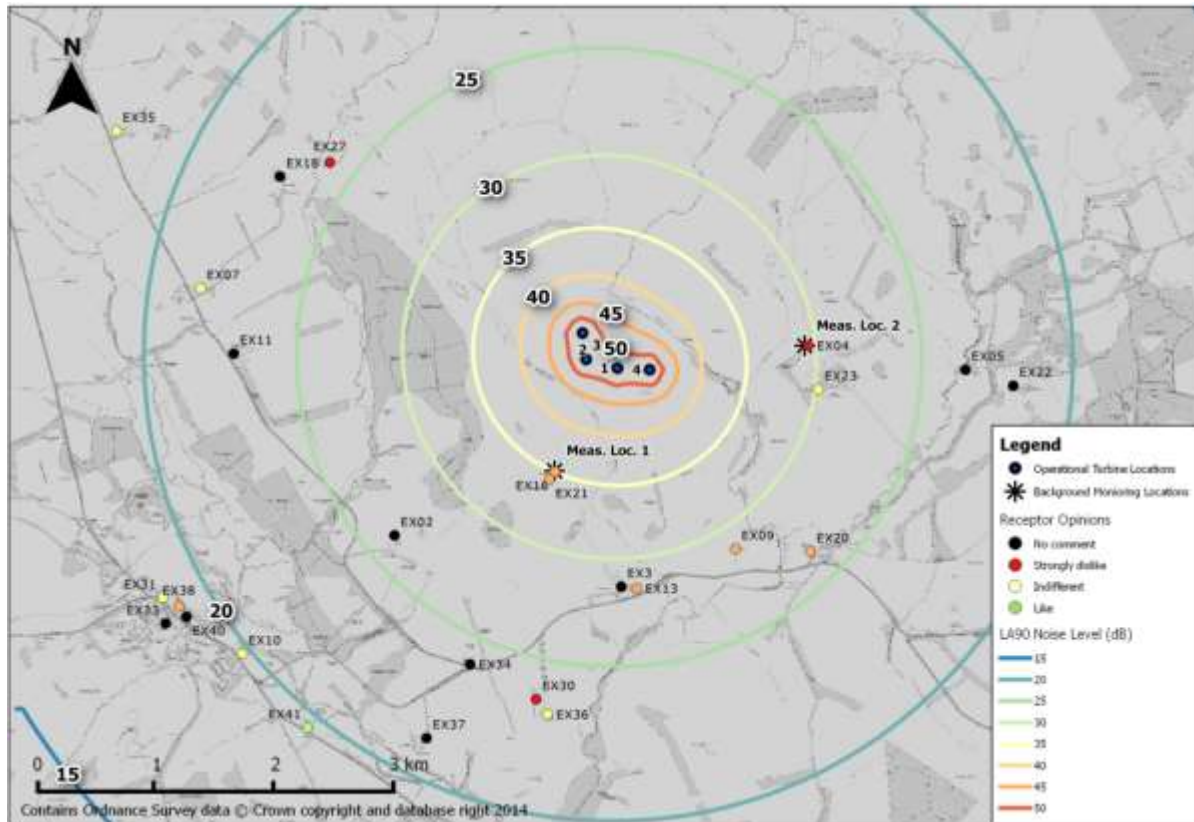 N
25
EX35
EX27
EX18
30
35
EX07
40
45
Meas. Loc. 2
EX11
50
3
2
EX04
1
4
EX05
EX23
EX22
Legend
Operational Turbine Locations
Meas. Loc. 1
Background Monitoring Locations
EX16
EX21
Receptor Opinions
EX02
No comment
EX09
EX20
Strongly dislike
EX3
EX13
Indifferent
EX31
EX38
Like
EX33
20
EX40
LA90 Noise Level (dB)
EX10
EX34
15
20
EX30
25
EX36
EX41
EX37
30
35
0
1
2
3 km
15
40
45
Contains Ordnance Survey data © Crown copyright and database right 2014
50